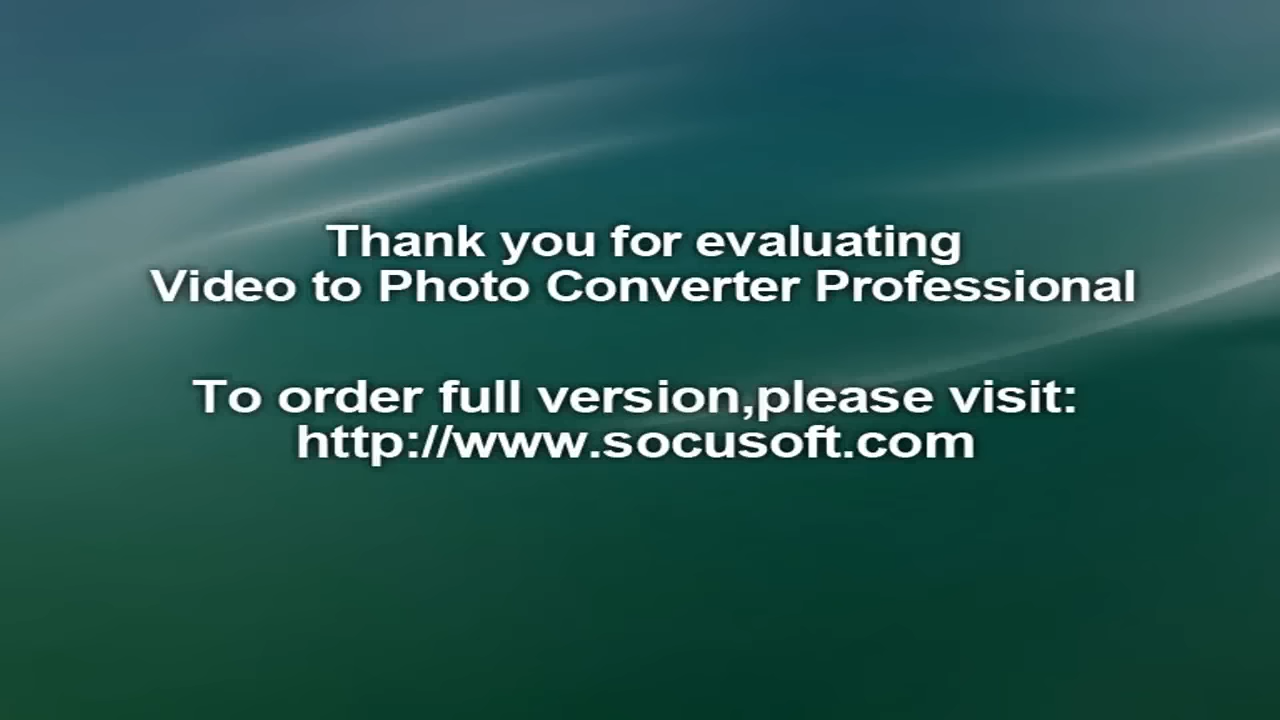 Thank you for evaluating
Video to Photo Converter Professional
To order full version,please visit:
http://www.socusoft.com